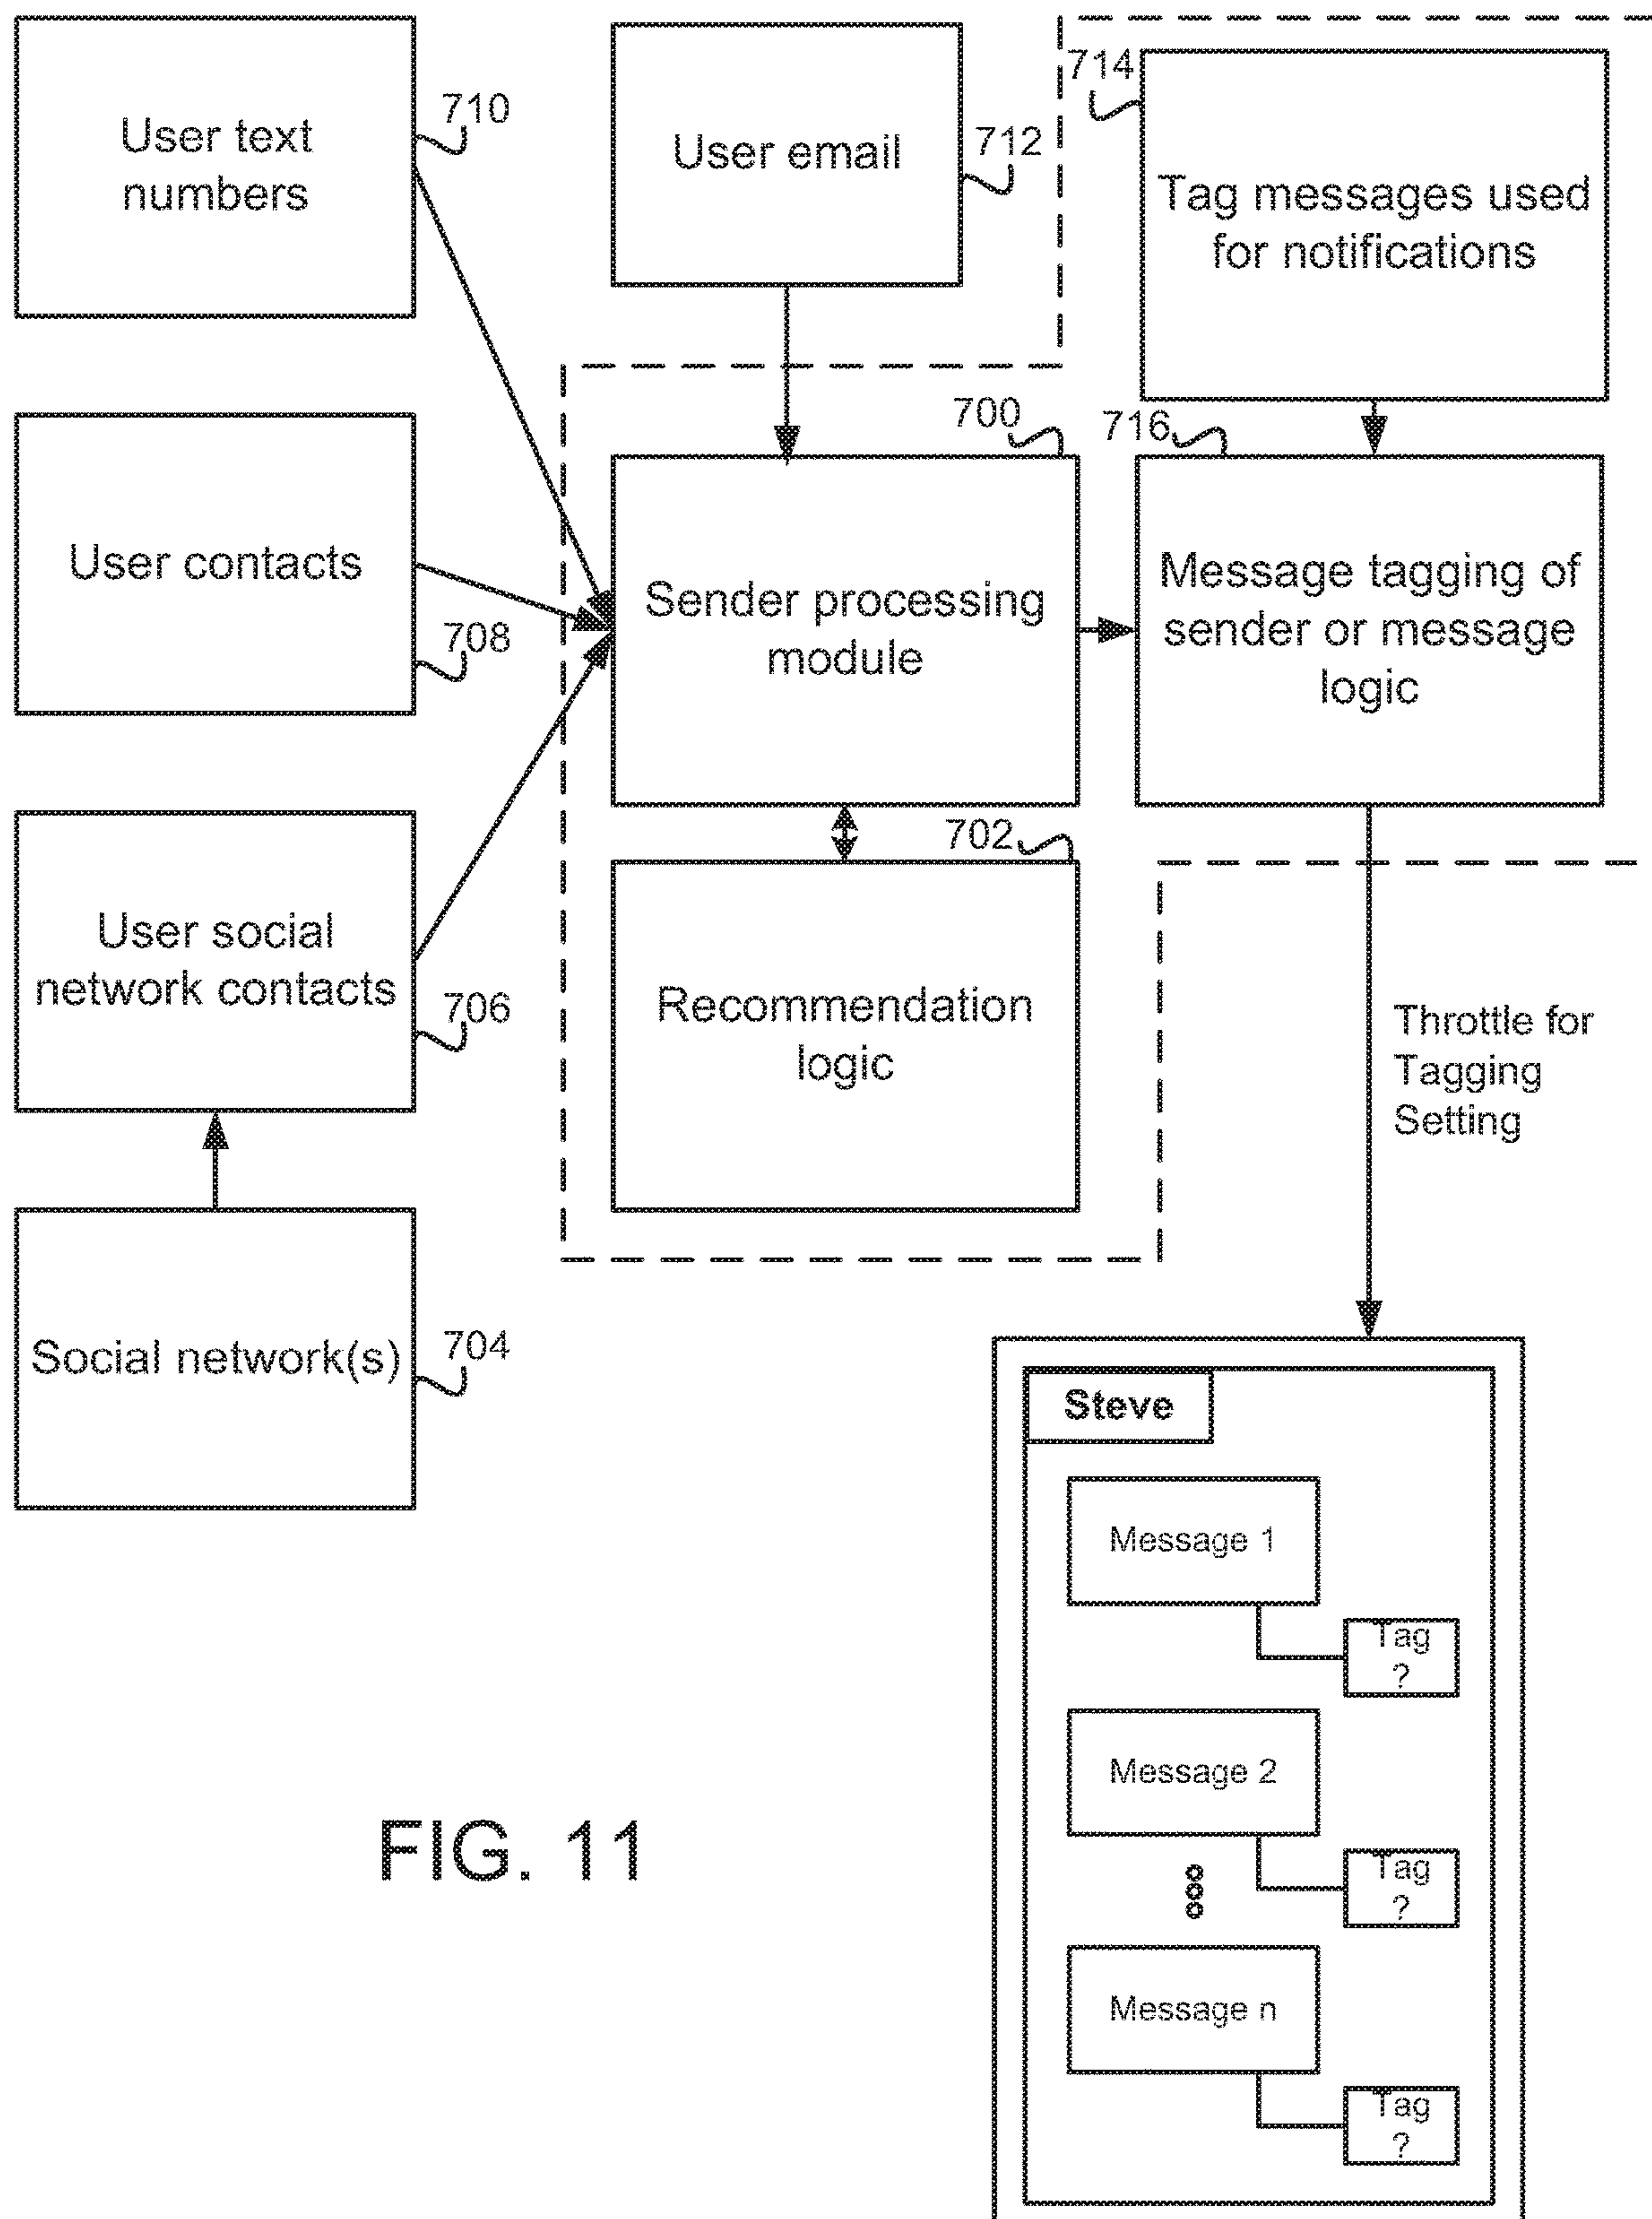 User text
numbers
710
User email
712
714
Tag messages used
for notifications
User contacts
708
700
Sender processing
module
716
Message tagging of
sender or message
logic
User social
network contacts
706
702
Recommendation
logic
Throttle for
Tagging
Setting
Social network(s)
704
Steve
Message 1
Tag
?
Message 2
Tag
?
Message n
Tag
?
FIG. 11